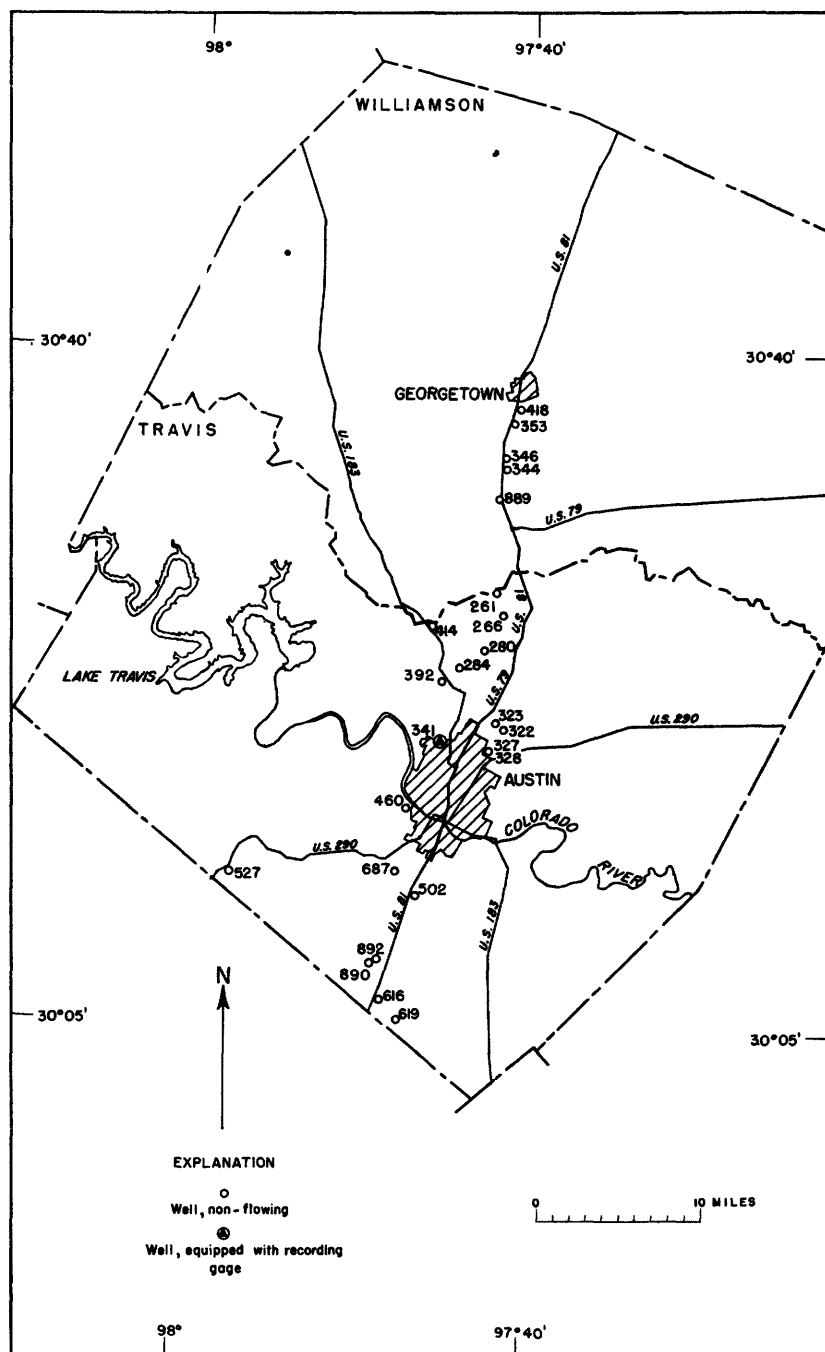 98°
97°40'
WILLIAMSON
U.S. 81
30°40'
30°40'
GEORGETOWN
418
353
TRAVIS
U.S. 183
346
344
889
U.S. 79
261
U.S. 81
266
414
280
284
LAKE TRAVIS
392
U.S. 79
323
322
U.S. 290
341
327
328
AUSTIN
460
COLORADO
RIVER
U.S. 290
527
687
502
U.S. 81
U.S. 183
892
890
N
616
619
30°05'
30°05'
EXPLANATION
Well, non-flowing
Well, equipped with recording
gage
0
10 MILES
98°
97°40'